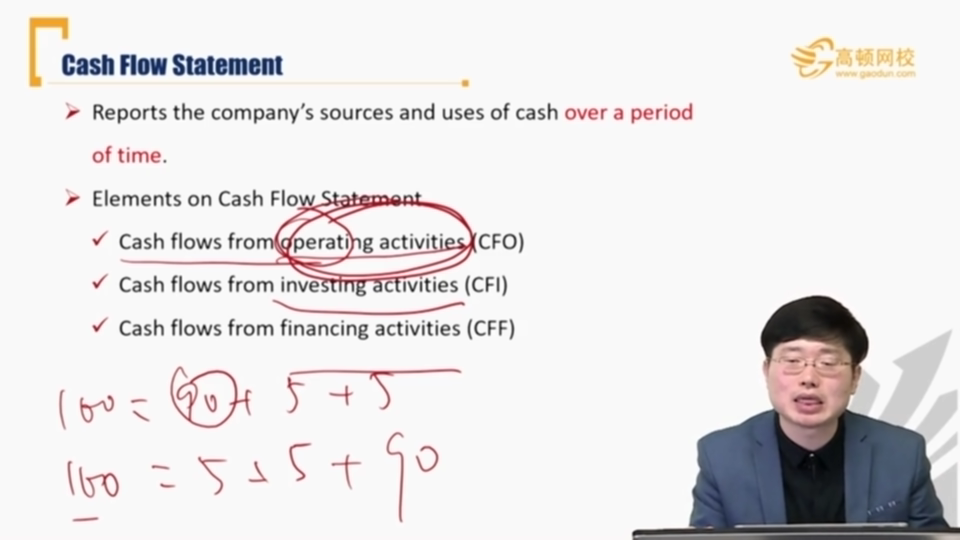 Cash Flow Statement
高顿网校
www.gaodun.com
Reports the company's sources and uses of cash over a period
of time.
Elements on Cash Flow Statement
Cash flows from operating activities (CFO)
Cash flows from investing activities (CFI)
Cash flows from financing activities (CFF)
100 = 90 + 5 + 5
100 = 5 + 5 + 90